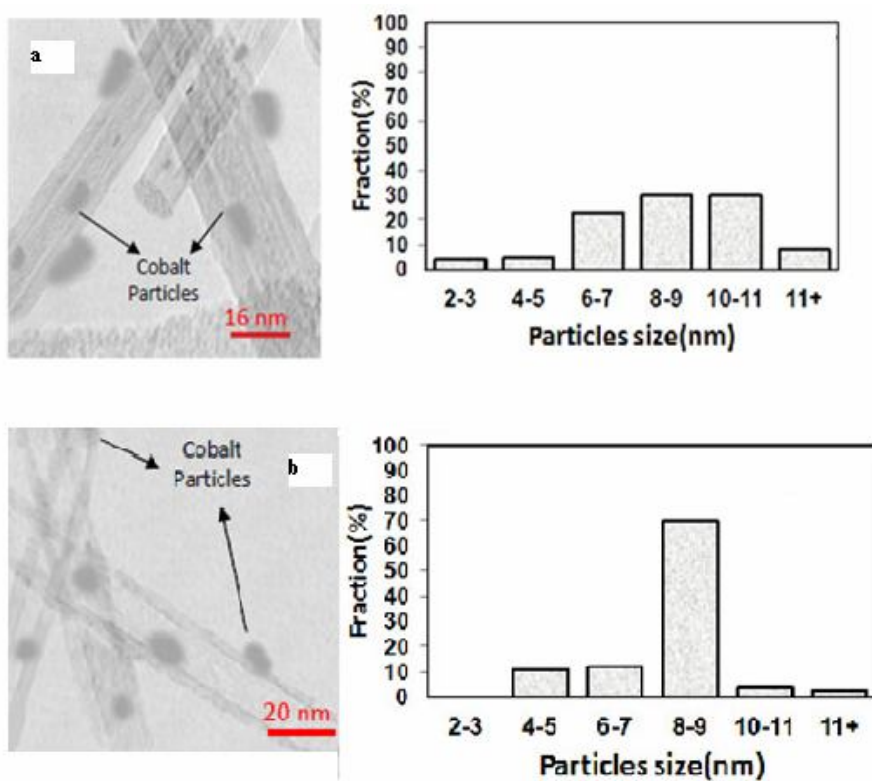 a
Cobalt
Particles
16 nm
Fraction(%)
100
90
80
70
60
50
40
30
20
10
0
2-3 4-5 6-7 8-9 10-11 11+
Particles size(nm)
Cobalt
Particles
b
20 nm
Fraction(%)
100
90
80
70
60
50
40
30
20
10
0
2-3 4-5 6-7 8-9 10-11 11+
Particles size(nm)